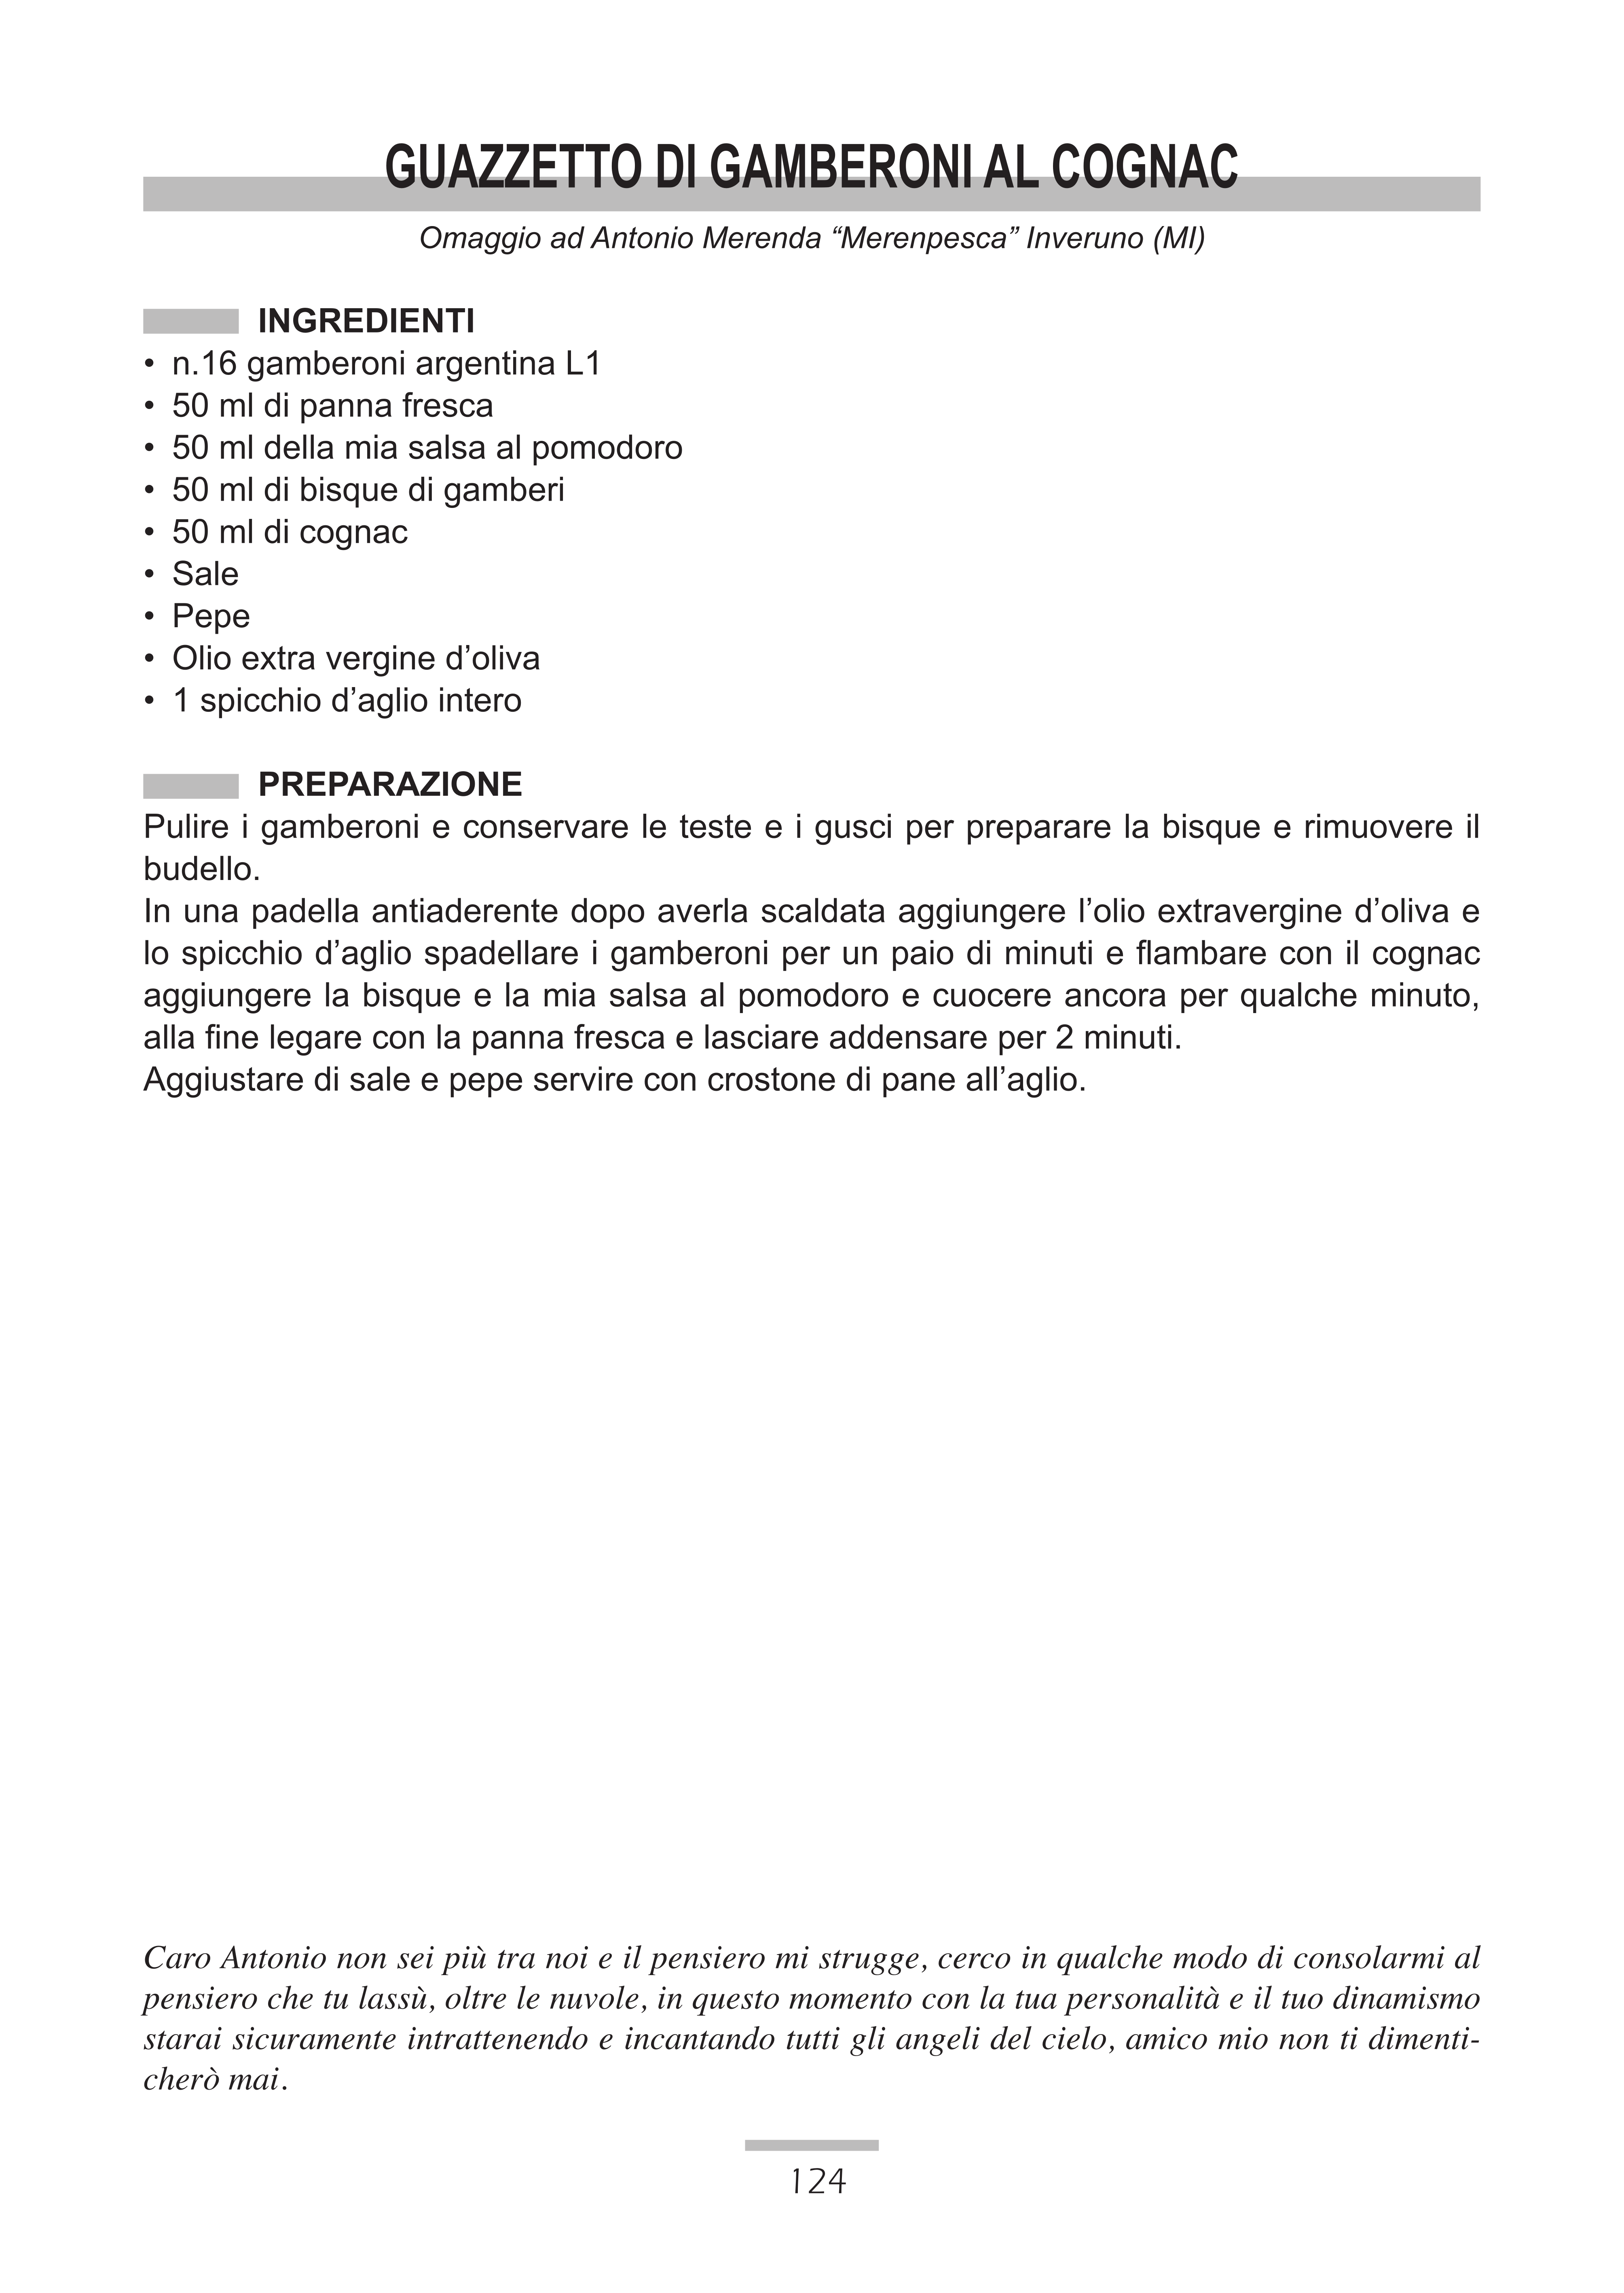 GUAZZETTO DI GAMBERONI AL COGNAC
Omaggio ad Antonio Merenda “Merenpesca” Inveruno (MI)
INGREDIENTI
• n.16 gamberoni argentina L1
• 50 ml di panna fresca
• 50 ml della mia salsa al pomodoro
• 50 ml di bisque di gamberi
• 50 ml di cognac
• Sale
• Pepe
• Olio extra vergine d’oliva
• 1 spicchio d’aglio intero
PREPARAZIONE
Pulire i gamberoni e conservare le teste e i gusci per preparare la bisque e rimuovere il
budello.
In una padella antiaderente dopo averla scaldata aggiungere l’olio extravergine d’oliva e
lo spicchio d’aglio spadellare i gamberoni per un paio di minuti e flambare con il cognac
aggiungere la bisque e la mia salsa al pomodoro e cuocere ancora per qualche minuto,
alla fine legare con la panna fresca e lasciare addensare per 2 minuti.
Aggiustare di sale e pepe servire con crostone di pane all’aglio.
Caro Antonio non sei più tra noi e il pensiero mi strugge, cerco in qualche modo di consolarmi al
pensiero che tu lassù, oltre le nuvole, in questo momento con la tua personalità e il tuo dinamismo
starai sicuramente intrattenendo e incantando tutti gli angeli del cielo, amico mio non ti dimenti-
cherò mai.
124